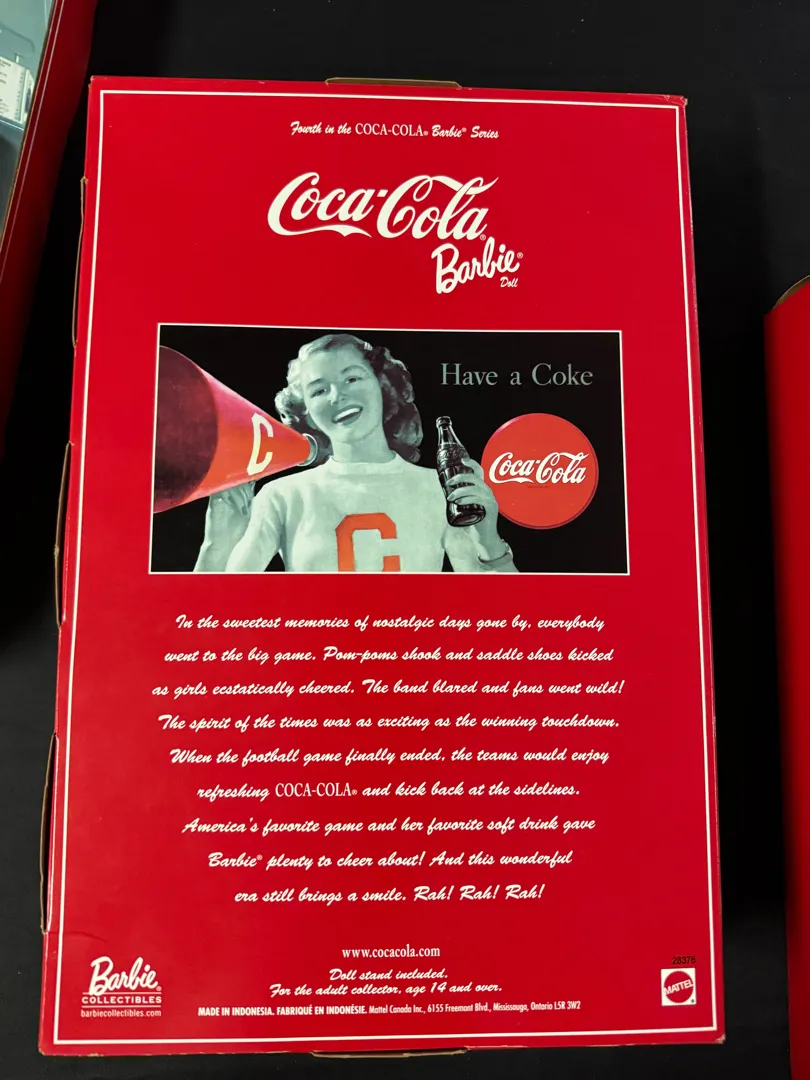 Fourth in the COCA-COLA® Barbie® Series
Coca-Cola®
Barbie®
Doll
Have a Coke
C
Coca-Cola
C
In the sweetest memories of nostalgic days gone by, everybody
went to the big game. Pom-poms shook and saddle shoes kicked
as girls ecstatically cheered. The band blared and fans went wild!
The spirit of the times was as exciting as the winning touchdown.
When the football game finally ended, the teams would enjoy
refreshing COCA-COLA® and kick back at the sidelines.
America's favorite game and her favorite soft drink gave
Barbie® plenty to cheer about! And this wonderful
era still brings a smile. Rah! Rah! Rah!
www.cocacola.com
Doll stand included.
For the adult collector, age 14 and over.
MADE IN INDONESIA. FABRIQUÉ EN INDONÉSIE. Mattel Canada Inc., 6155 Freemont Blvd., Mississauga, Ontario L5R 3W2
Barbie®
COLLECTIBLES
barbiecollectibles.com
28376
MATTEL